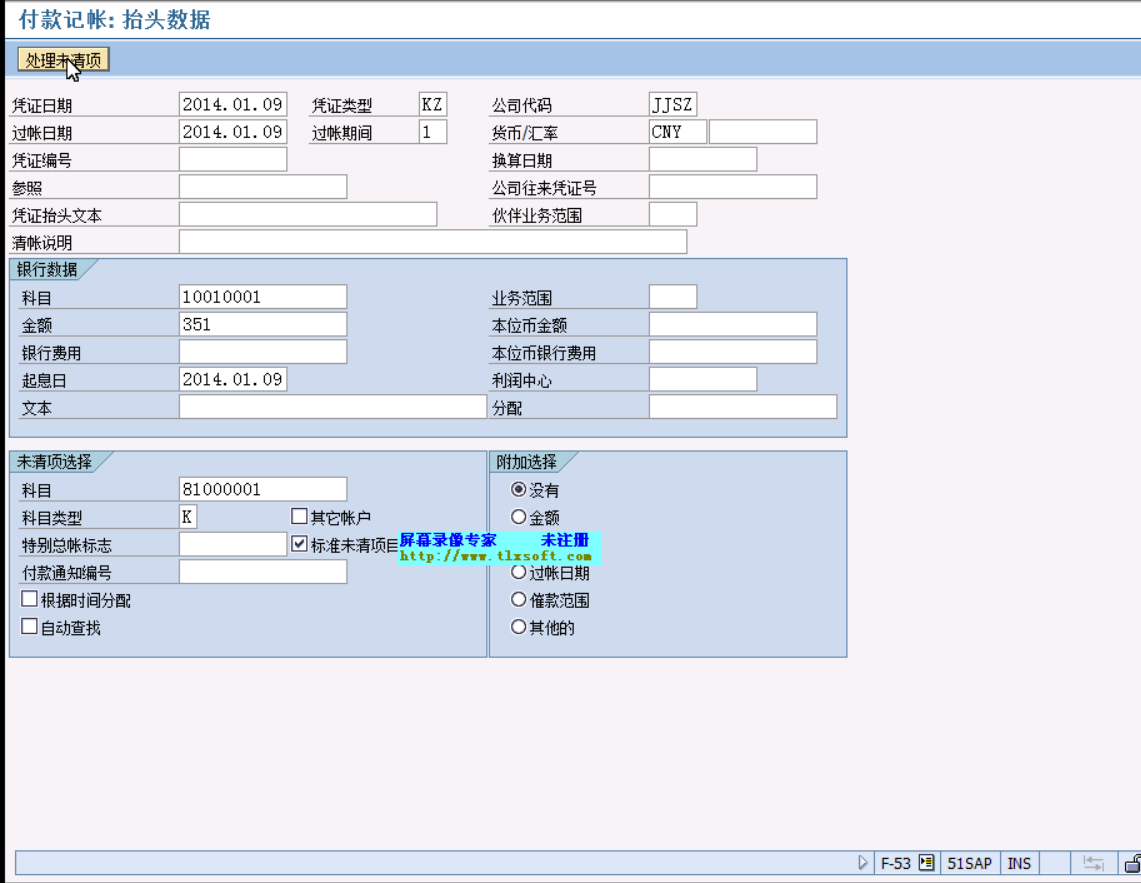 付款记帐: 抬头数据
处理未清项
凭证日期 2014.01.09 凭证类型 KZ 公司代码 JJSZ
过帐日期 2014.01.09 过帐期间 1 货币/汇率 CNY
凭证编号 换算日期
参照 公司往来凭证号
凭证抬头文本 伙伴业务范围
清帐说明
银行数据
科目 10010001 业务范围
金额 351 本位币金额
银行费用 本位币银行费用
起息日 2014.01.09 利润中心
文本 分配
未清项选择 附加选择
科目 81000001 没有
科目类型 K 其它帐户 金额
特别总帐标志 标准未清项目
屏幕录像专家 未注册
http://www.tlxsoft.com
付款通知编号 过帐日期
根据时间分配 催款范围
自动查找 其他的
F-53 51SAP INS